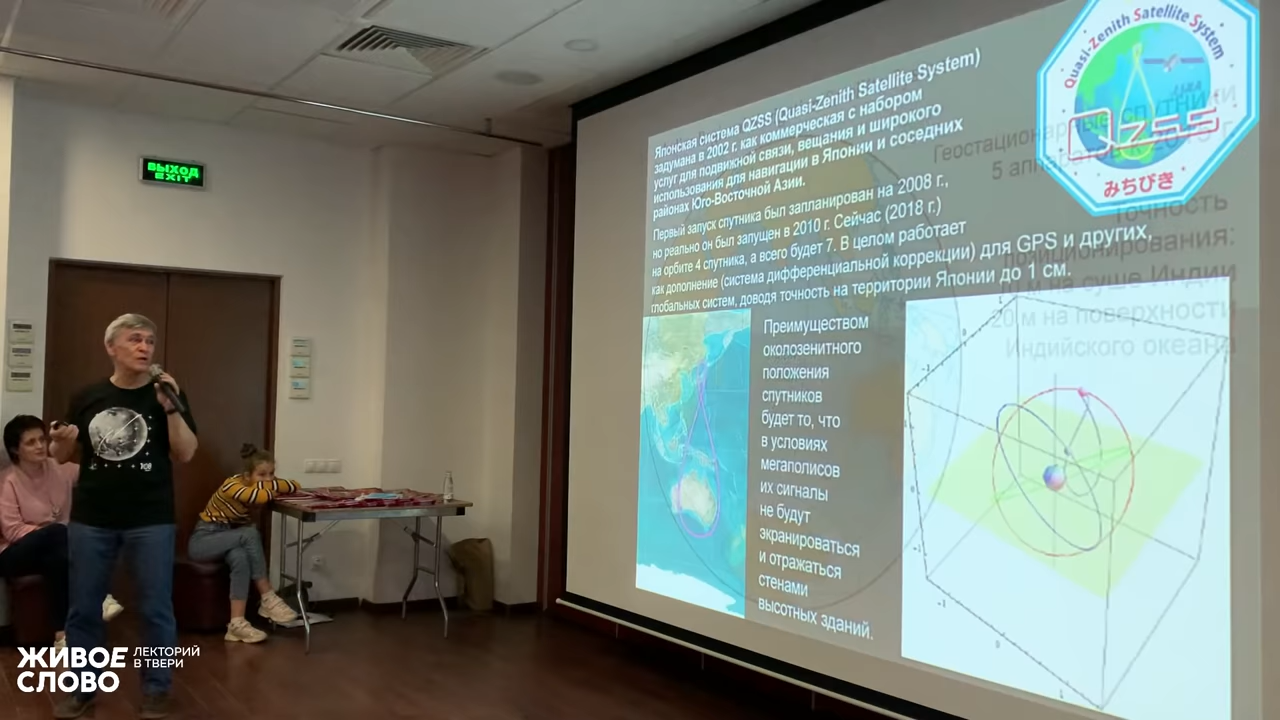 ВЫХОД
EXIT
Японская система QZSS (Quasi-Zenith Satellite System)
задумана в 2002 г. как коммерческая с набором
услуг для подвижной связи, вещания и широкого
использования для навигации в Японии и соседних
районах Юго-Восточной Азии.
Первый запуск спутника был запланирован на 2008 г.,
но реально он был запущен в 2010 г. Сейчас (2018 г.)
на орбите 4 спутника, а всего будет 7. В целом работает
как дополнение (система дифференциальной коррекции) для GPS и других
глобальных систем, доводя точность на территории Японии до 1 см.
Преимуществом
околозенитного
положения
спутников
будет то, что
в условиях
мегаполисов
их сигналы
не будут
экранироваться
и отражаться
стенами
высотных зданий.
Quasi-Zenith Satellite System
QZSS
みちびき
Геостационарные спутники
5 аппаратов
точность
позиционирования:
м на суше Индии
20 м на поверхности
Индийского океана
ЖИВОЕ
СЛОВО
ЛЕКТОРИЙ
В ТВЕРИ